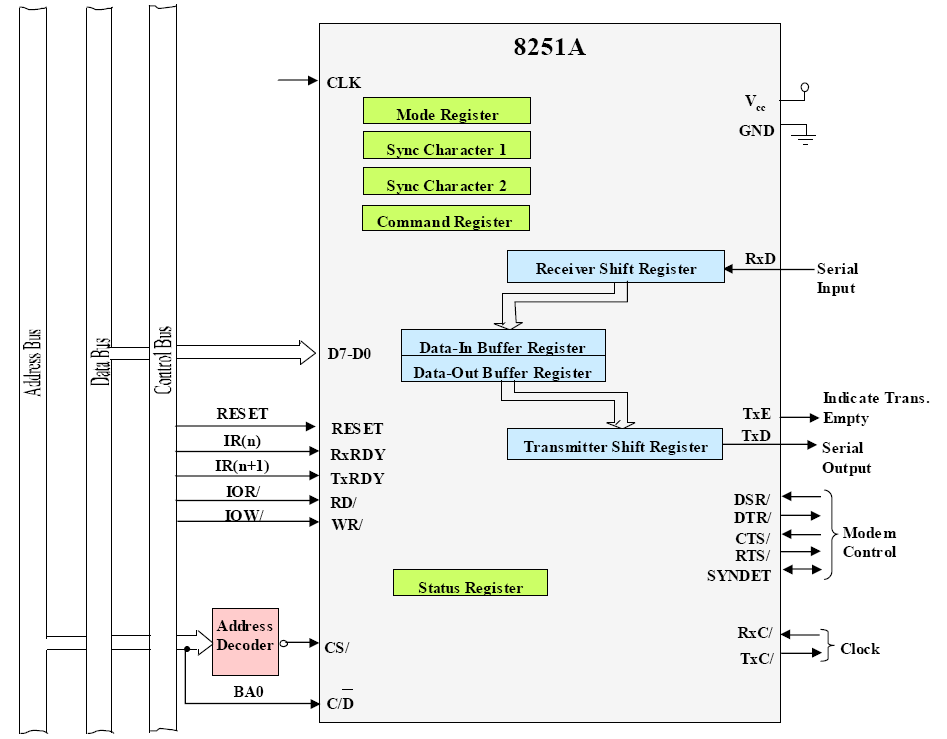 8251A
CLK
Vcc
GND
Mode Register
Sync Character 1
Sync Character 2
Command Register
Receiver Shift Register
RxD
Serial
Input
Address Bus
Data Bus
Control Bus
D7-D0
Data-In Buffer Register
Data-Out Buffer Register
Transmitter Shift Register
TxE
Indicate Trans.
Empty
TxD
Serial
Output
RESET
RESET
IR(n)
RxRDY
IR(n+1)
TxRDY
IOR/
RD/
IOW/
WR/
DSR/
DTR/
CTS/
RTS/
SYNDET
Modem
Control
Status Register
Address
Decoder
CS/
BA0
C/D̅
RxC/
TxC/
Clock